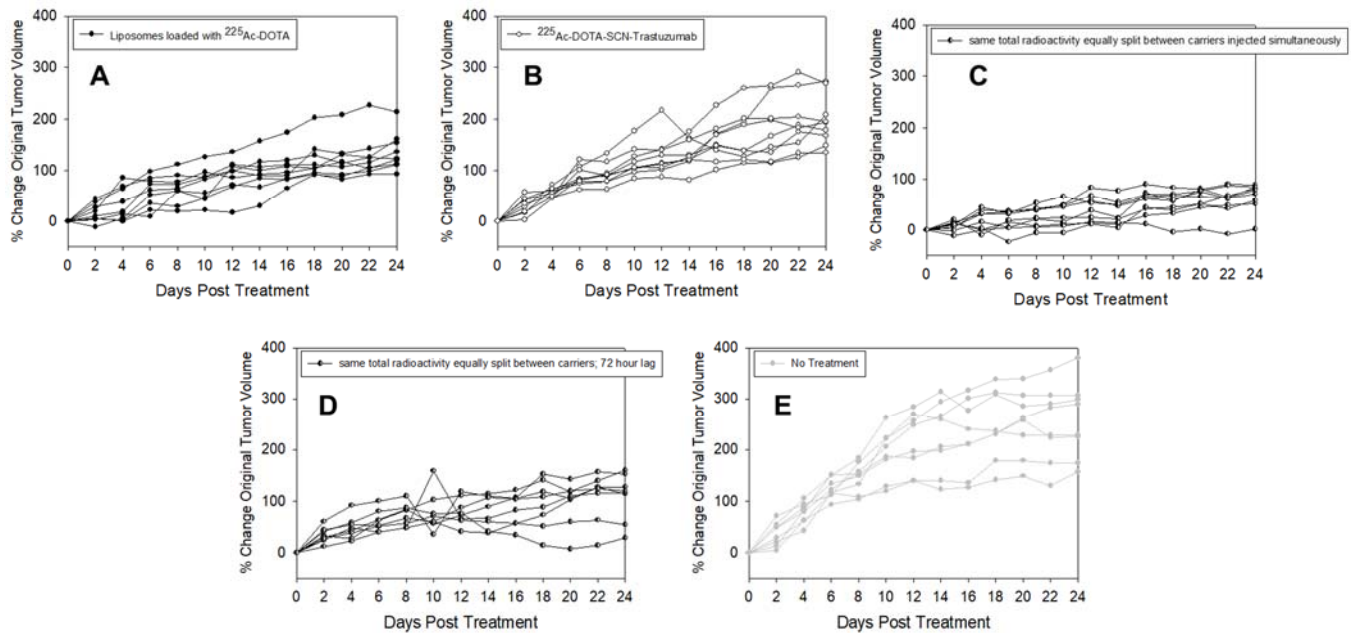 400
300
200
100
0
% Change Original Tumor Volume
Liposomes loaded with ²²⁵Ac-DOTA
A
0 2 4 6 8 10 12 14 16 18 20 22 24
Days Post Treatment
400
300
200
100
0
% Change Original Tumor Volume
²²⁵Ac-DOTA-SCN-Trastuzumab
B
0 2 4 6 8 10 12 14 16 18 20 22 24
Days Post Treatment
400
300
200
100
0
% Change Original Tumor Volume
same total radioactivity equally split between carriers injected simultaneously
C
0 2 4 6 8 10 12 14 16 18 20 22 24
Days Post Treatment
400
300
200
100
0
% Change Original Tumor Volume
same total radioactivity equally split between carriers; 72 hour lag
D
0 2 4 6 8 10 12 14 16 18 20 22 24
Days Post Treatment
400
300
200
100
0
% Change Original Tumor Volume
No Treatment
E
0 2 4 6 8 10 12 14 16 18 20 22 24
Days Post Treatment